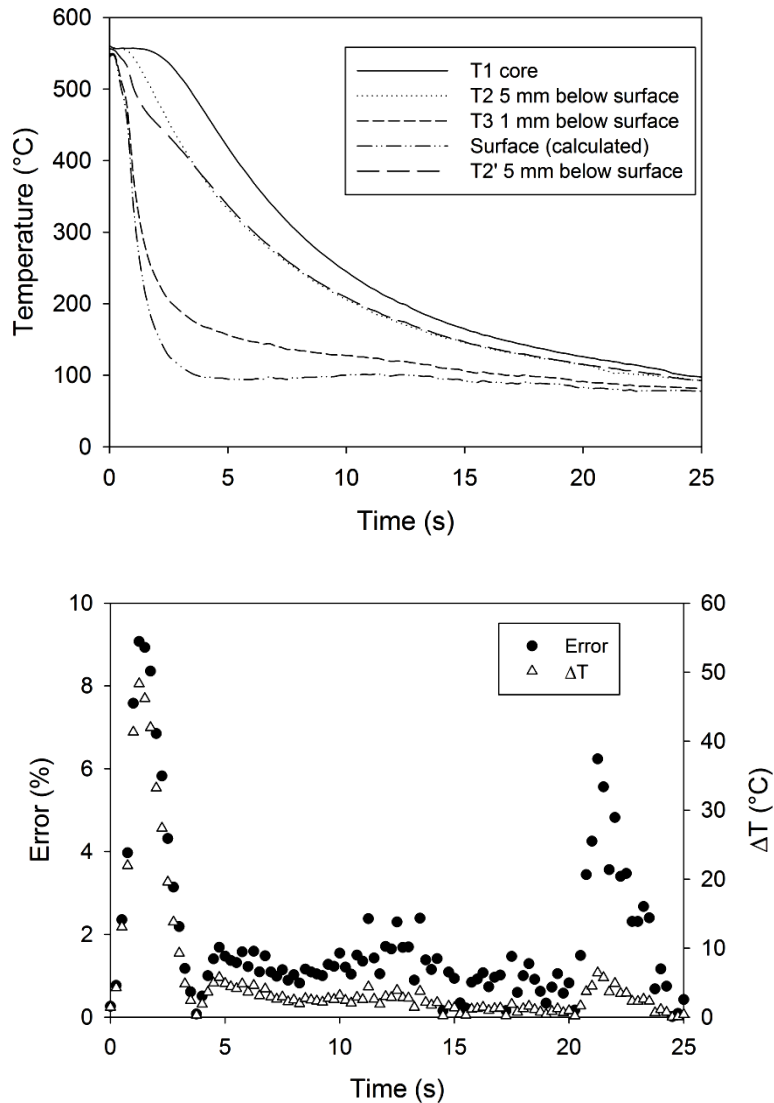 600
500
400
300
200
100
0
Temperature (°C)
T1 core
T2 5 mm below surface
T3 1 mm below surface
Surface (calculated)
T2' 5 mm below surface
0 5 10 15 20 25
Time (s)
10
8
6
4
2
0
Error (%)
Error
ΔT
60
50
40
30
20
10
0
ΔT (°C)
0 5 10 15 20 25
Time (s)